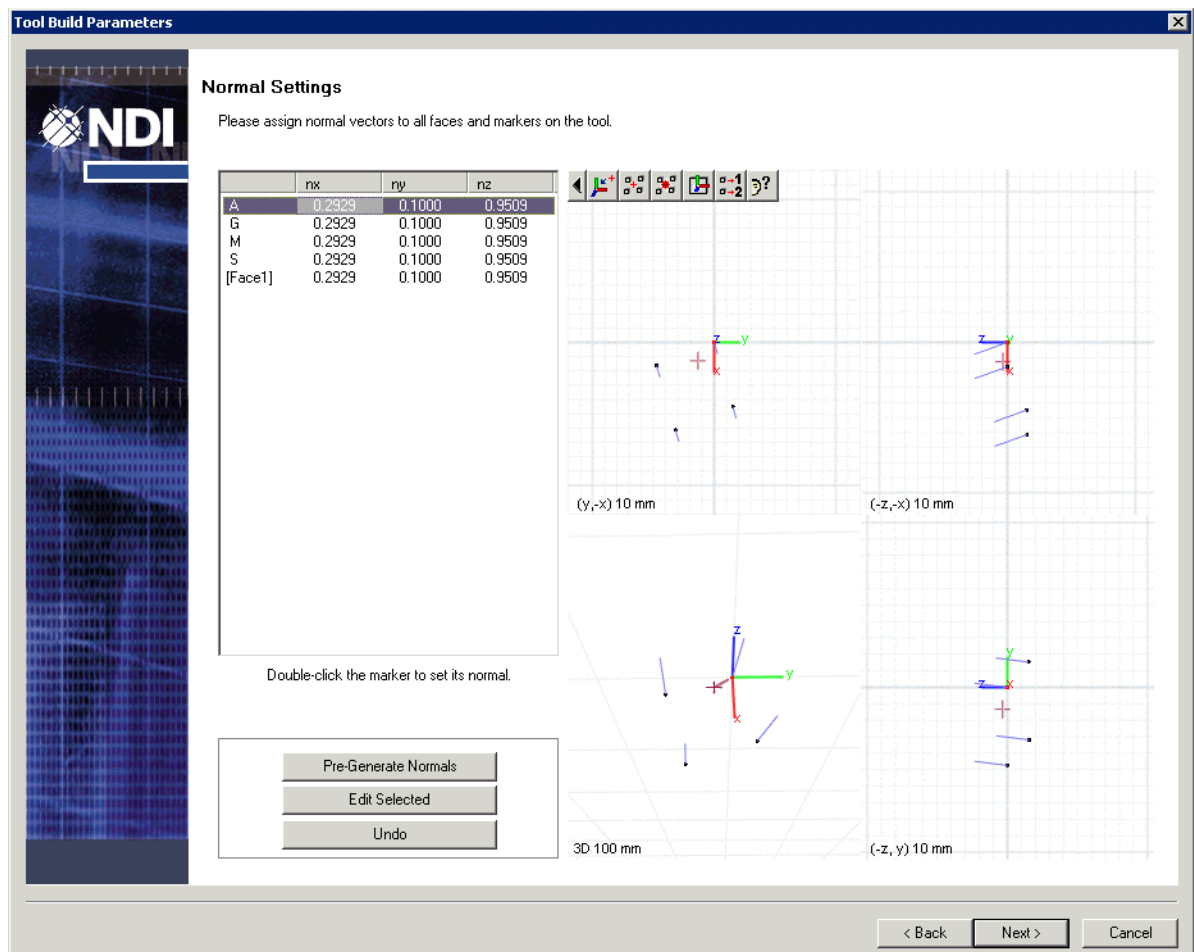 Tool Build Parameters
NDI
Normal Settings
Please assign normal vectors to all faces and markers on the tool.
nx ny nz
A 0.2929 0.1000 0.9509
G 0.2929 0.1000 0.9509
M 0.2929 0.1000 0.9509
S 0.2929 0.1000 0.9509
[Face1] 0.2929 0.1000 0.9509
Double-click the marker to set its normal.
Pre-Generate Normals
Edit Selected
Undo
1
2
?
z y
x
(y,-x) 10 mm
z y
x
(-z,-x) 10 mm
z
y
x
3D 100 mm
y
z x
(-z, y) 10 mm
< Back Next > Cancel